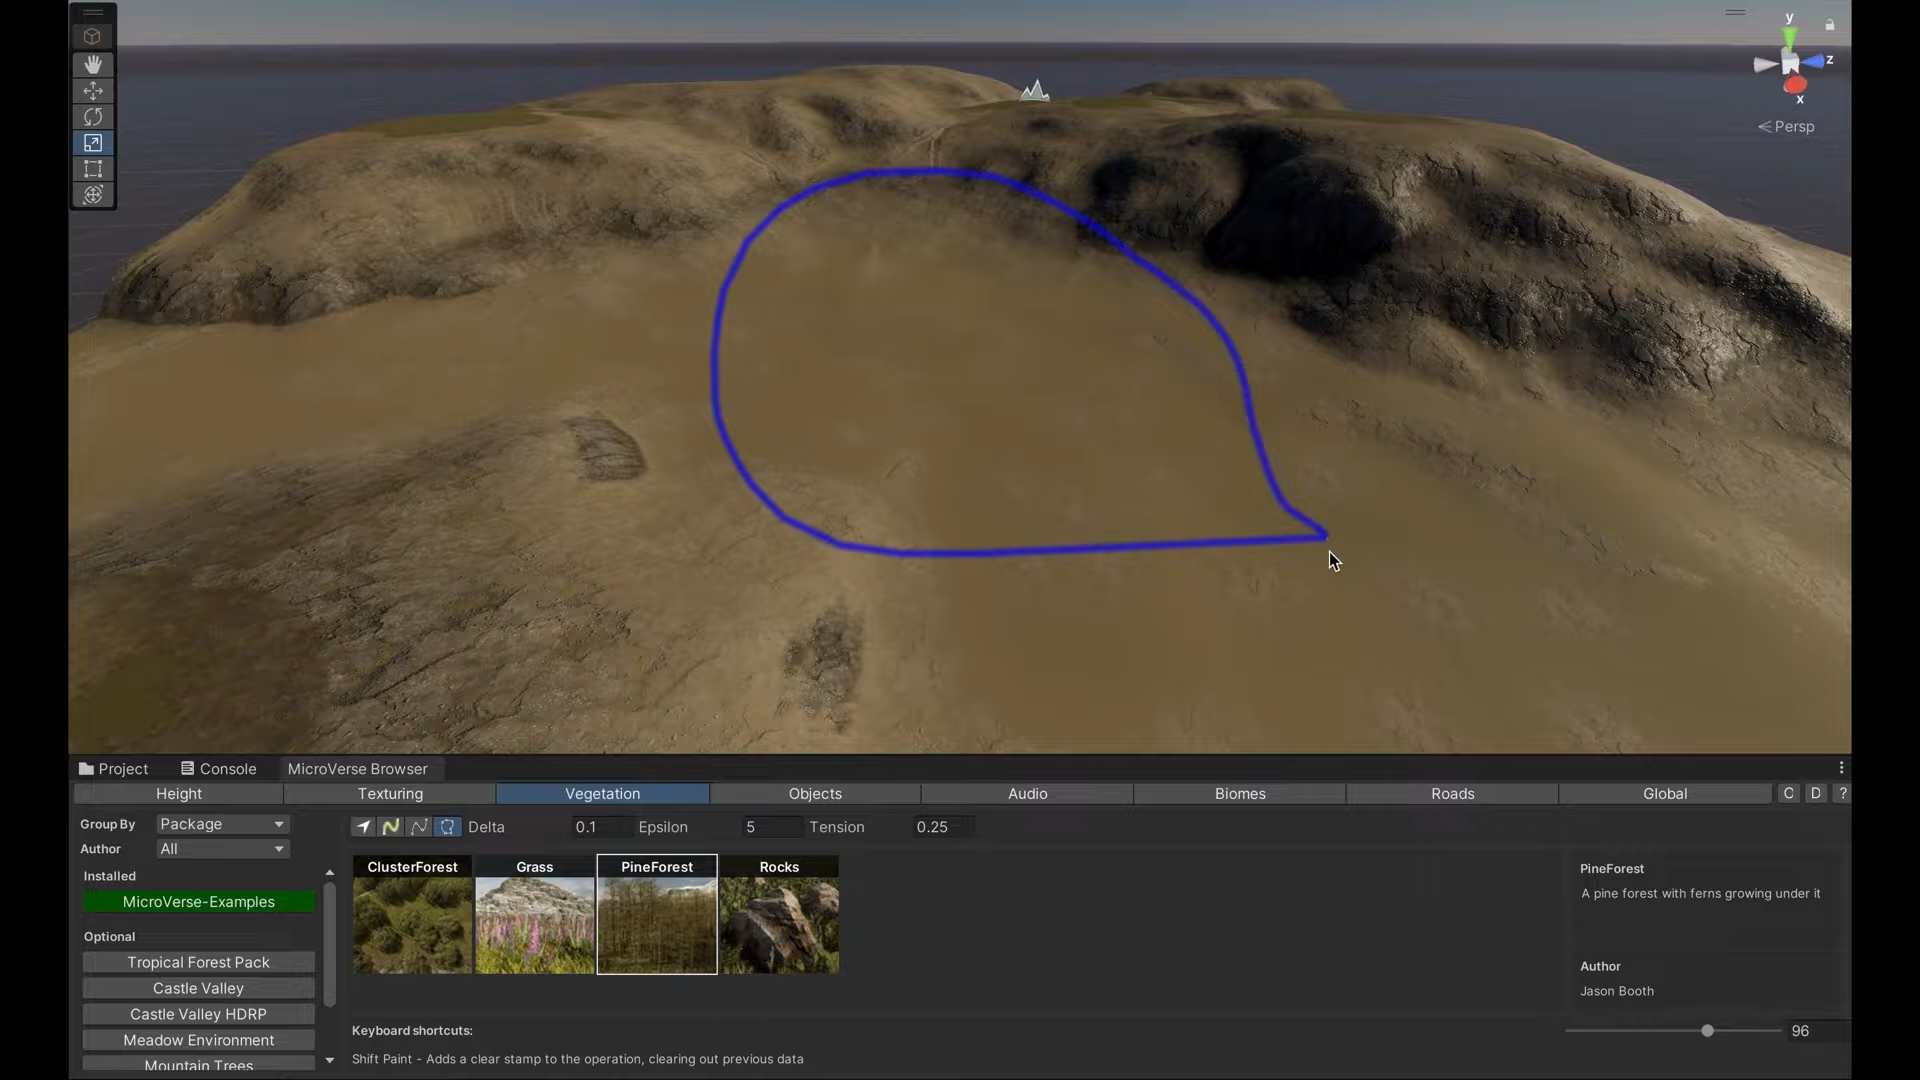 y
z
x
< Persp
Project Console MicroVerse Browser
Height Texturing Vegetation Objects Audio Biomes Roads Global C D ?
Group By Package
Author All
Delta 0.1 Epsilon 5 Tension 0.25
Installed
MicroVerse-Examples
Optional
Tropical Forest Pack
Castle Valley
Castle Valley HDRP
Meadow Environment
Mountain Trees
ClusterForest Grass PineForest Rocks
PineForest
A pine forest with ferns growing under it
Author
Jason Booth
96
Keyboard shortcuts:
Shift Paint - Adds a clear stamp to the operation, clearing out previous data